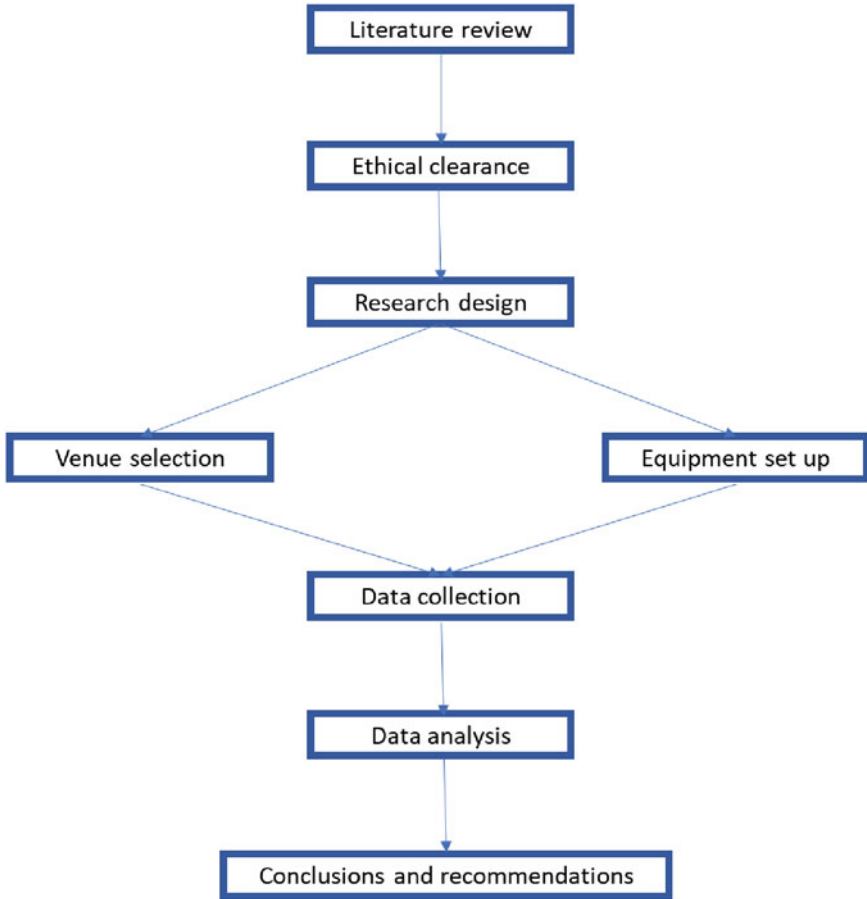 Literature review
Ethical clearance
Research design
Venue selection
Equipment set up
Data collection
Data analysis
Conclusions and recommendations